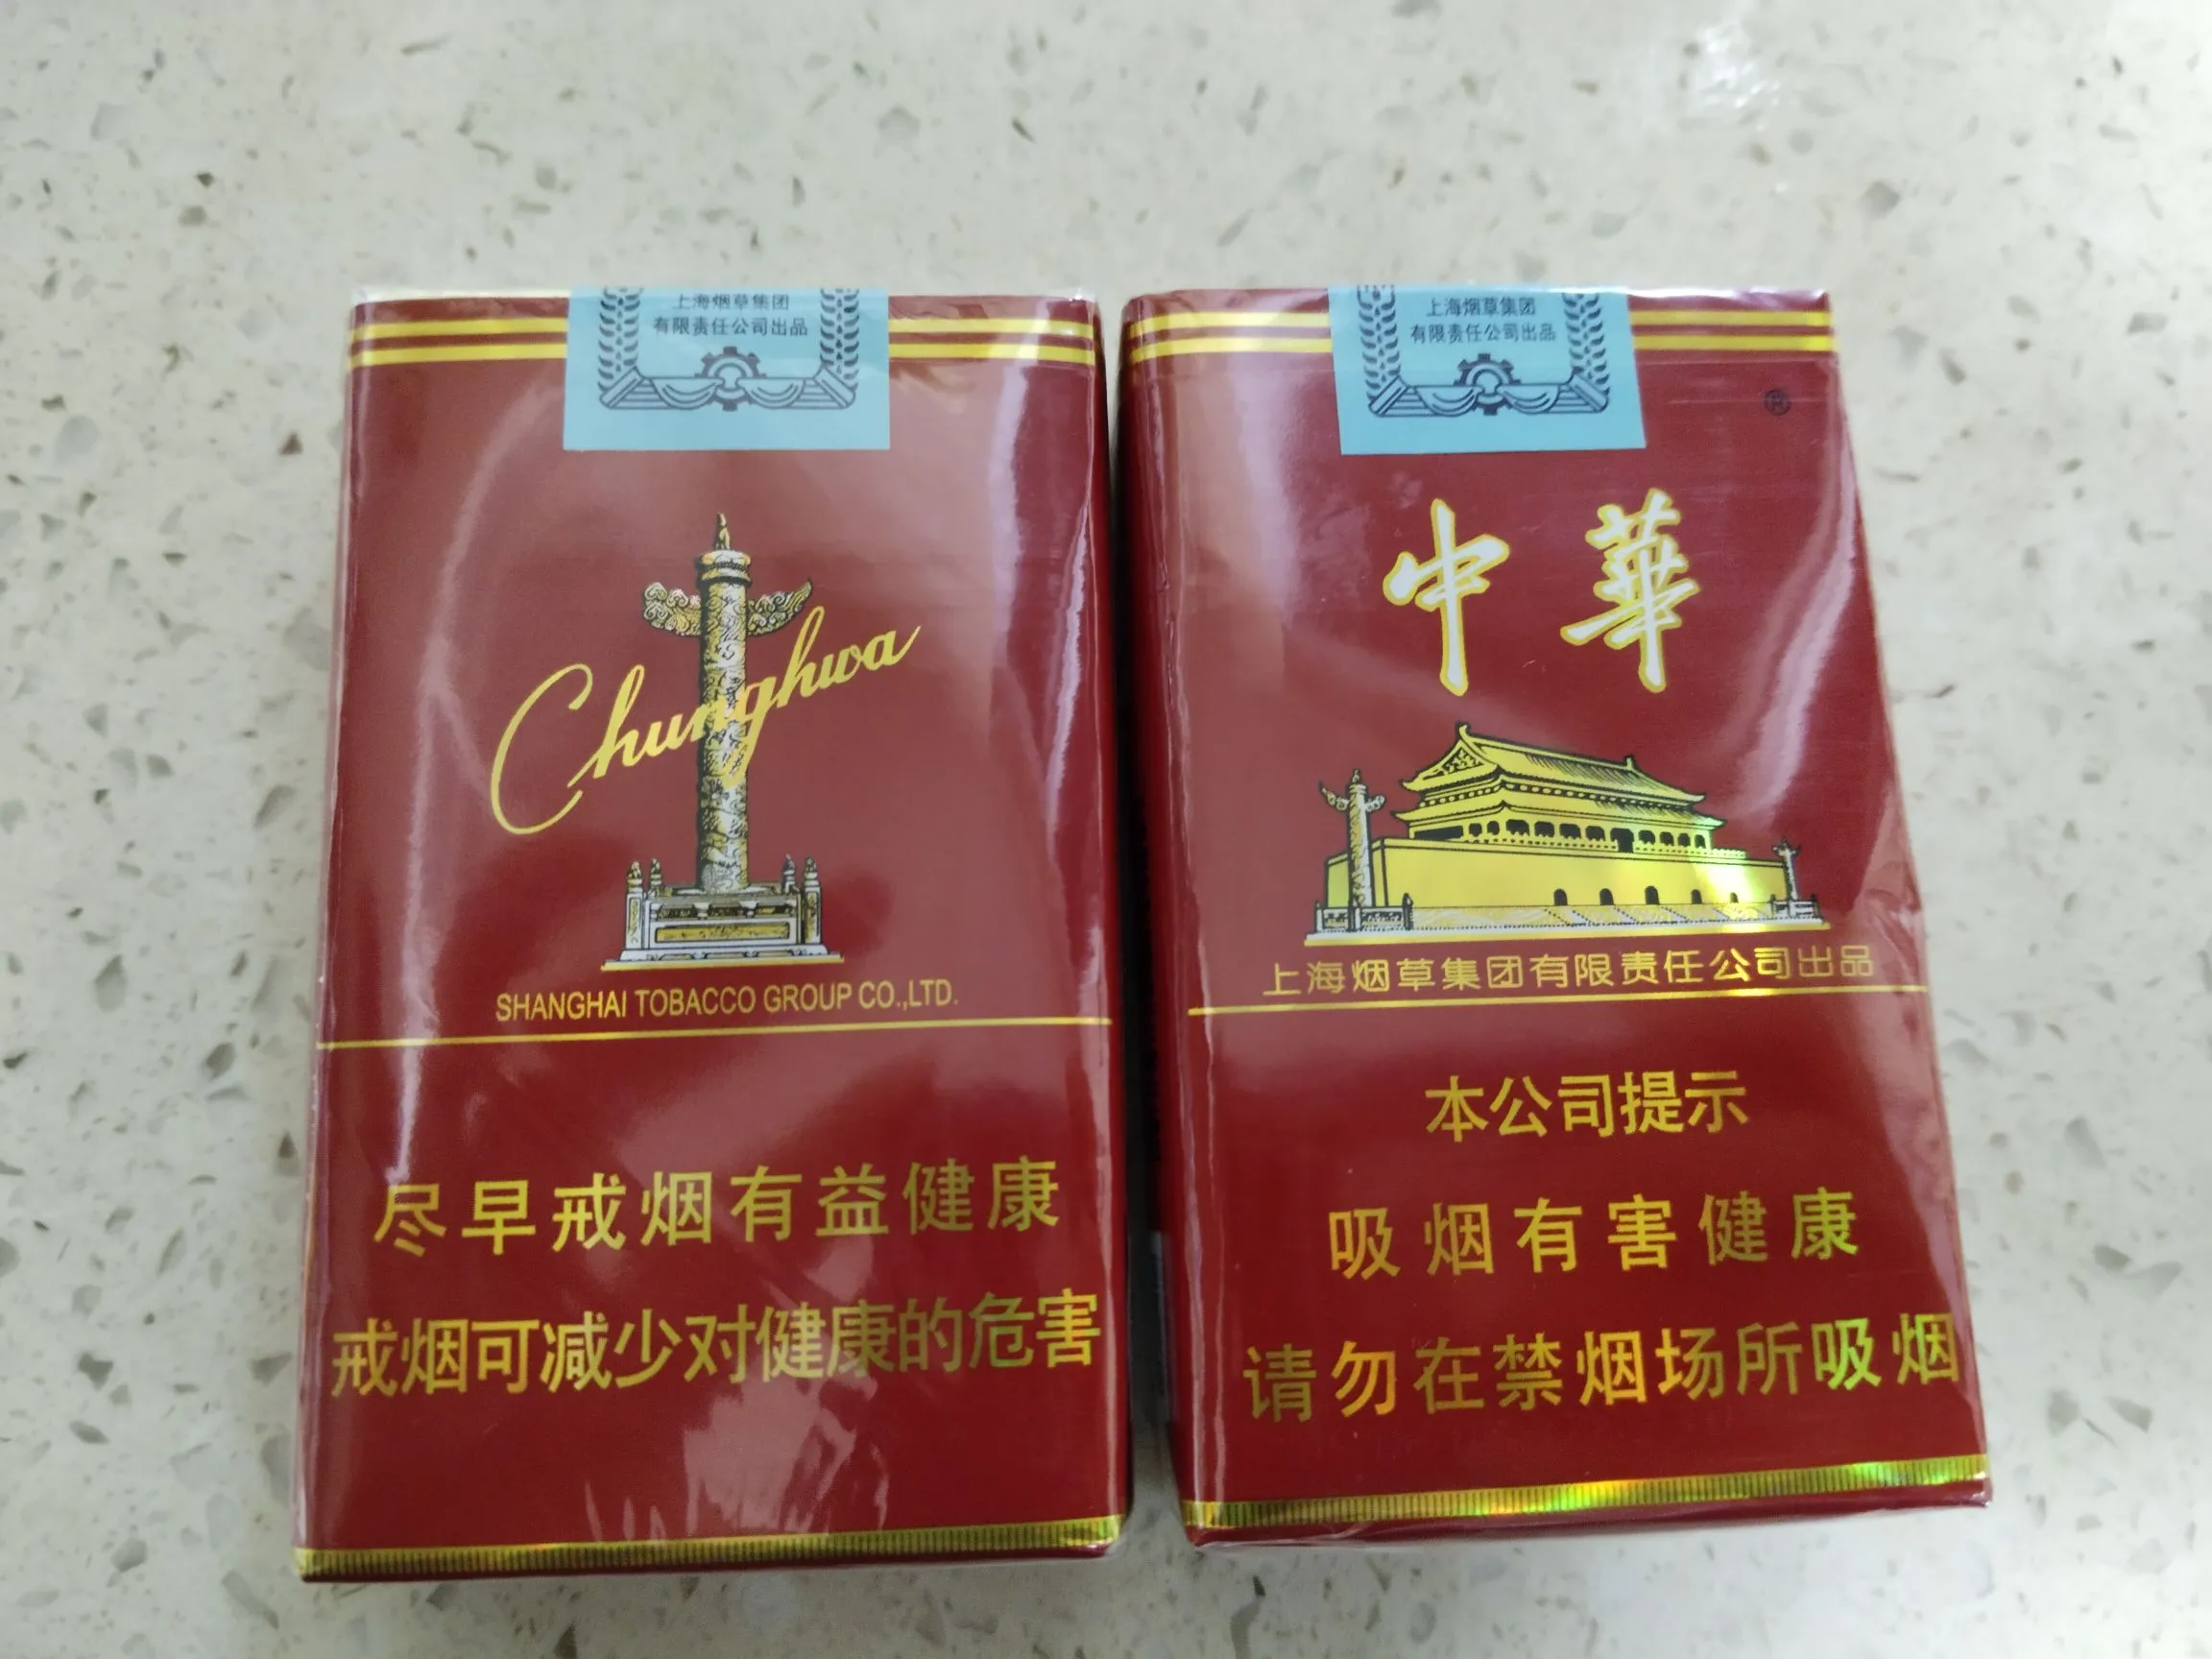 上海烟草集团
有限责任公司出品
Chunghwa
SHANGHAI TOBACCO GROUP CO.,LTD.
尽早戒烟有益健康
戒烟可减少对健康的危害
上海烟草集团
有限责任公司出品
®
中華
上海烟草集团有限责任公司出品
本公司提示
吸烟有害健康
请勿在禁烟场所吸烟